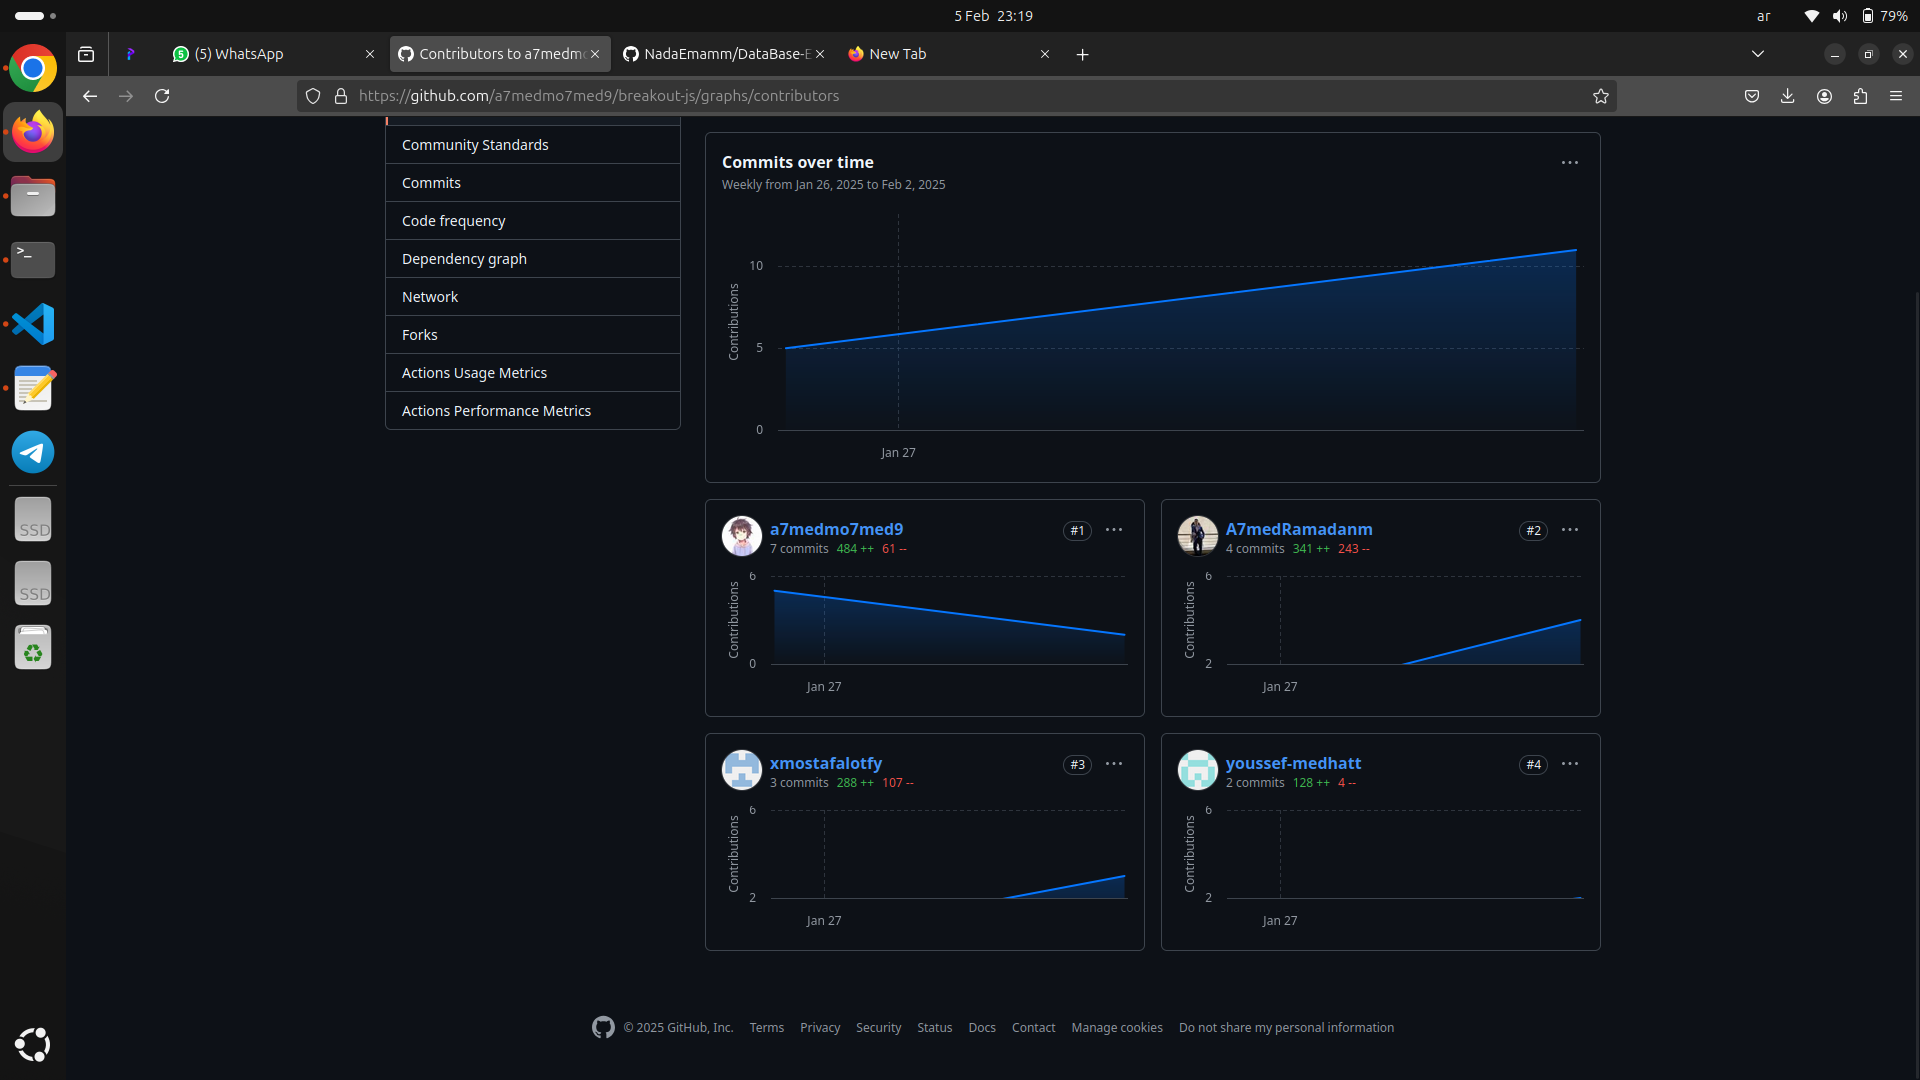 5 Feb 23:19
ar
79%
(5) WhatsApp
Contributors to a7medmo
NadaEmamm/DataBase-E
New Tab
https://github.com/a7medmo7med9/breakout-js/graphs/contributors
Community Standards
Commits
Code frequency
Dependency graph
Network
Forks
Actions Usage Metrics
Actions Performance Metrics
Commits over time
Weekly from Jan 26, 2025 to Feb 2, 2025
Contributions
10
5
0
Jan 27
a7medmo7med9
#1
7 commits 484 ++ 61 --
Contributions
6
0
Jan 27
A7medRamadanm
#2
4 commits 341 ++ 243 --
Contributions
6
2
Jan 27
xmostafalotfy
#3
3 commits 288 ++ 107 --
Contributions
6
2
Jan 27
youssef-medhatt
#4
2 commits 128 ++ 4 --
Contributions
6
2
Jan 27
SSD
SSD
© 2025 GitHub, Inc. Terms Privacy Security Status Docs Contact Manage cookies Do not share my personal information